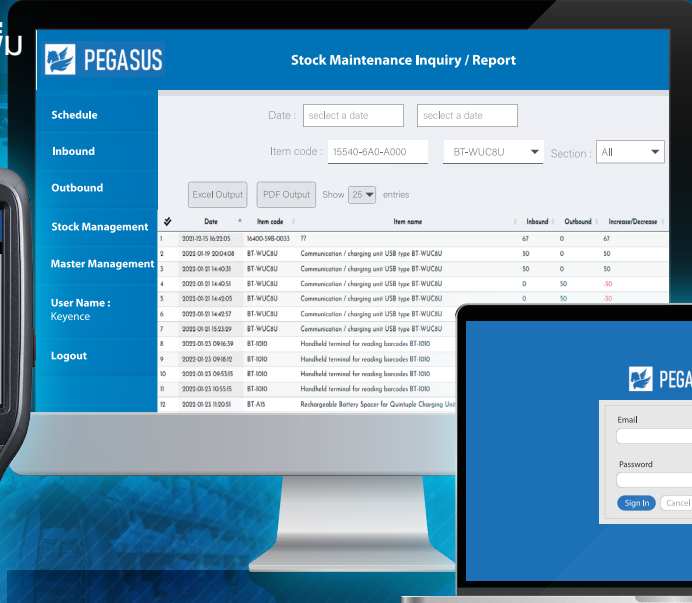 PEGASUS
Stock Maintenance Inquiry / Report
Schedule
Inbound
Outbound
Stock Management
Master Management
User Name :
Keyence
Logout
Date : seclect a date seclect a date
Item code : 15540-6A0-A000 BT-WUC8U Section : All
Excel Output PDF Output Show 25 entries
Date Item code Item name Inbound Outbound Increase/Decrease
1 2021-12-15 16:22:05 16400-59B-0033 ?? 67 0 67
2 2022-01-19 20:04:08 BT-WUC8U Communication / charging unit USB type BT-WUC8U 50 0 50
3 2022-01-21 14:40:31 BT-WUC8U Communication / charging unit USB type BT-WUC8U 50 0 50
4 2022-01-21 14:40:51 BT-WUC8U Communication / charging unit USB type BT-WUC8U 0 50 -50
5 2022-01-21 14:42:05 BT-WUC8U Communication / charging unit USB type BT-WUC8U 0 50 -50
6 2022-01-21 14:42:57 BT-WUC8U Communication / charging unit USB type BT-WUC8U
7 2022-01-21 15:23:29 BT-WUC8U Communication / charging unit USB type BT-WUC8U
8 2022-01-23 09:16:39 BT-1010 Handheld terminal for reading barcodes BT-1010
9 2022-01-23 09:18:12 BT-1010 Handheld terminal for reading barcodes BT-1010
10 2022-01-23 09:53:15 BT-1010 Handheld terminal for reading barcodes BT-1010
11 2022-01-23 10:55:15 BT-1010 Handheld terminal for reading barcodes BT-1010
12 2022-01-23 11:20:51 BT-A15 Rechargeable Battery Spacer for Quintuple Charging Unit
PEGA
Email
Password
Sign In Cancel